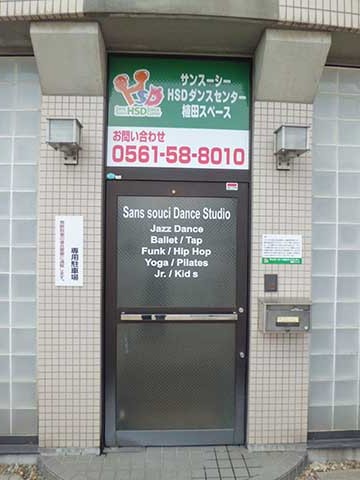 HSD
サンスーシー
HSDダンスセンター
植田スペース
お問い合わせ
0561-58-8010
Sans souci Dance Studio
Jazz Dance
Ballet / Tap
Funk / Hip Hop
Yoga / Pilates
Jr. / Kid s
専用駐車場